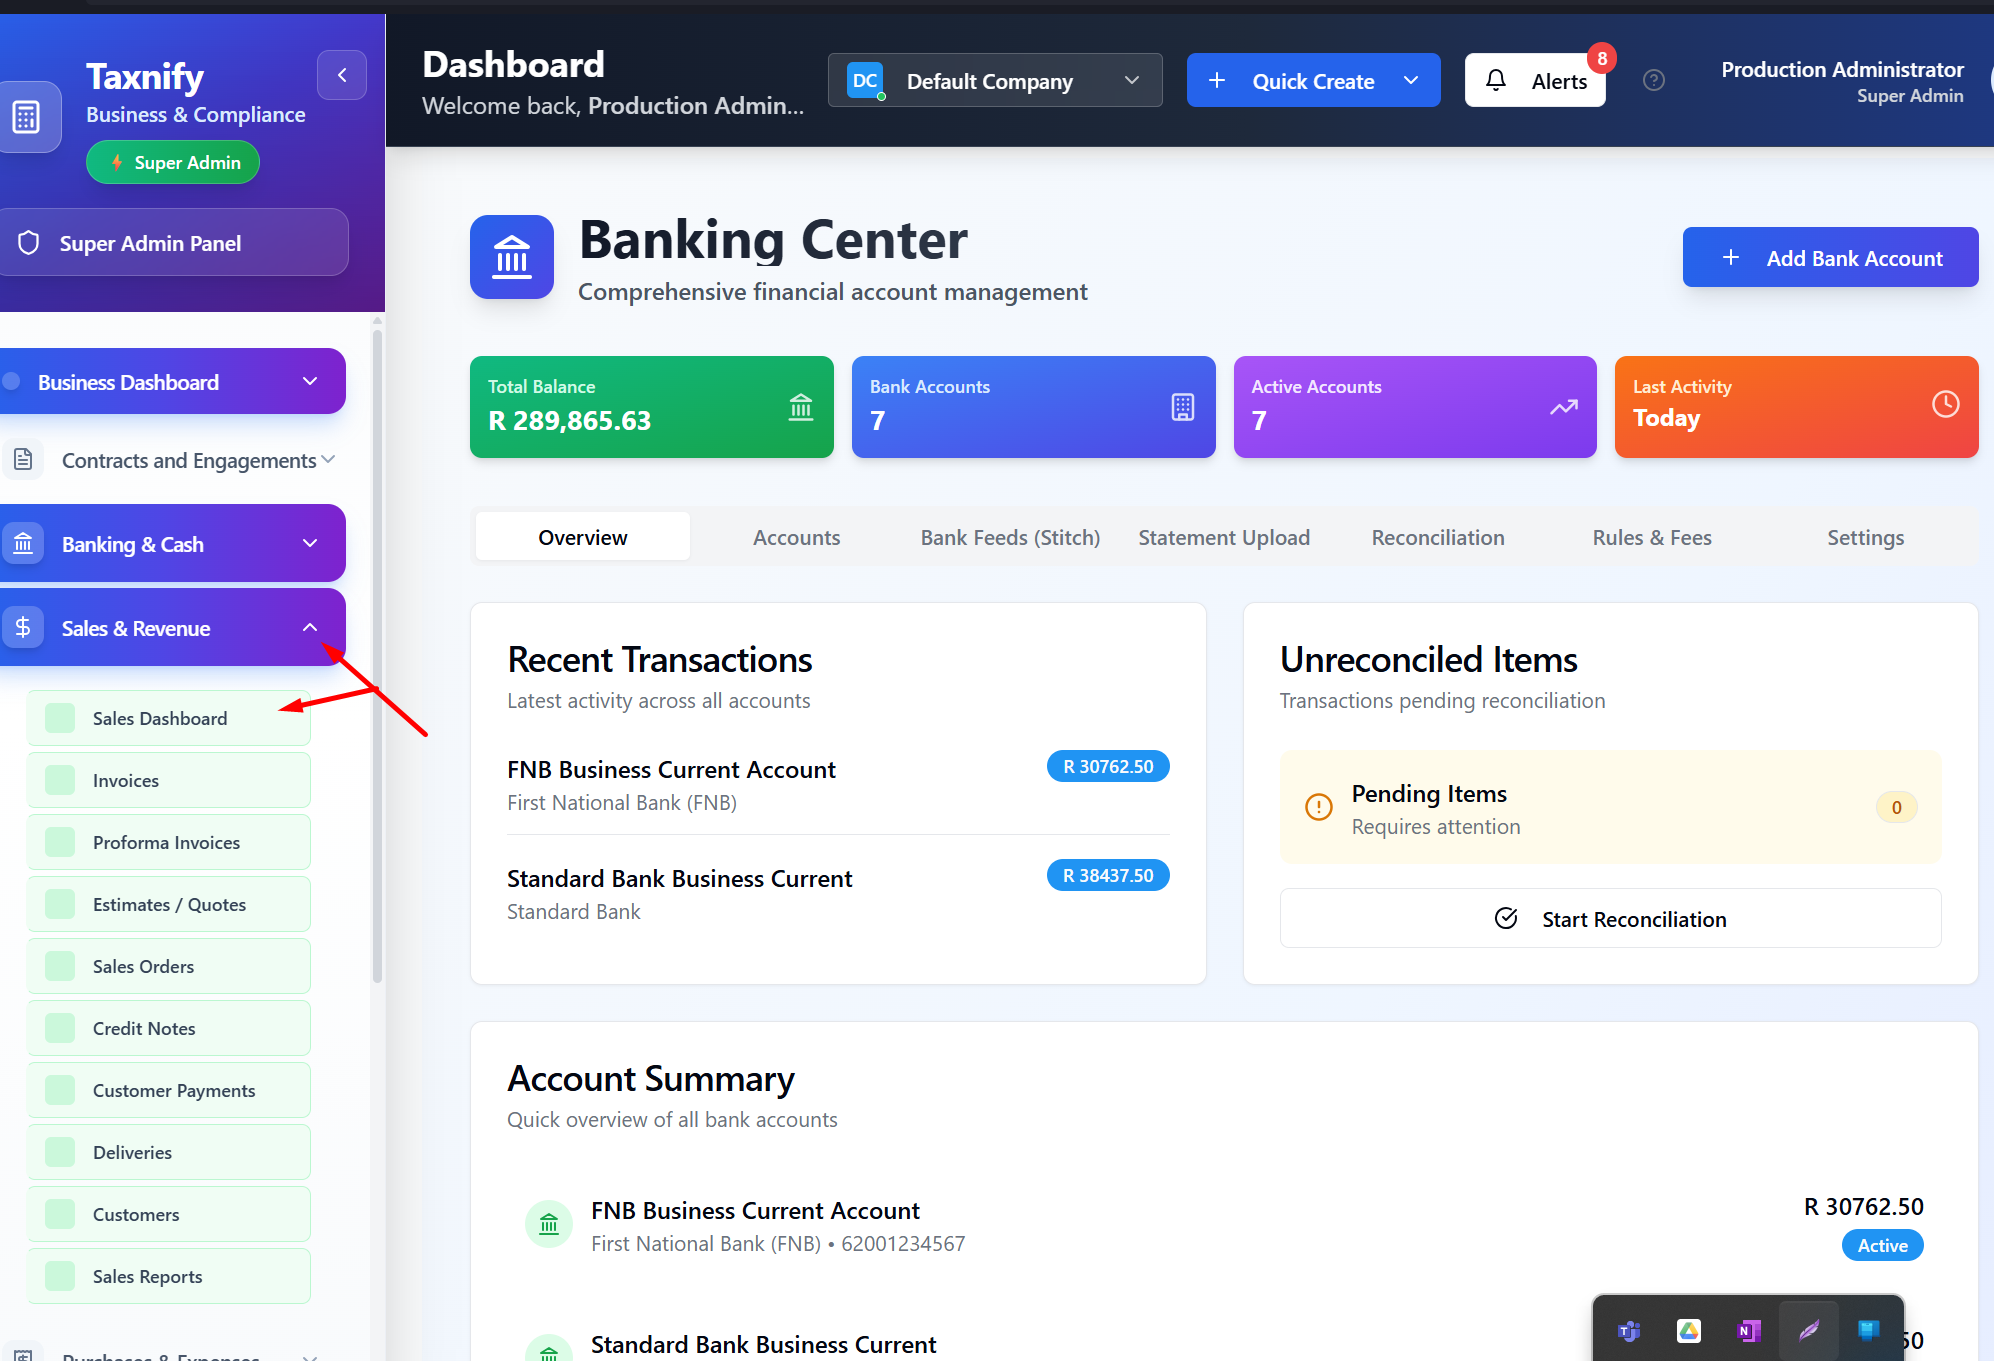 Taxnify
Business & Compliance
Super Admin
Super Admin Panel
Business Dashboard
Contracts and Engagements
Banking & Cash
Sales & Revenue
Sales Dashboard
Invoices
Proforma Invoices
Estimates / Quotes
Sales Orders
Credit Notes
Customer Payments
Deliveries
Customers
Sales Reports
Purchases & Expenses
Dashboard
Welcome back, Production Admin...
DC Default Company
Quick Create
Alerts
8
Production Administrator
Super Admin
Banking Center
Comprehensive financial account management
Add Bank Account
Total Balance
R 289,865.63
Bank Accounts
7
Active Accounts
7
Last Activity
Today
Overview Accounts Bank Feeds (Stitch) Statement Upload Reconciliation Rules & Fees Settings
Recent Transactions
Latest activity across all accounts
FNB Business Current Account
R 30762.50
First National Bank (FNB)
Standard Bank Business Current
R 38437.50
Standard Bank
Unreconciled Items
Transactions pending reconciliation
Pending Items
Requires attention
0
Start Reconciliation
Account Summary
Quick overview of all bank accounts
FNB Business Current Account
First National Bank (FNB) • 62001234567
R 30762.50
Active
Standard Bank Business Current